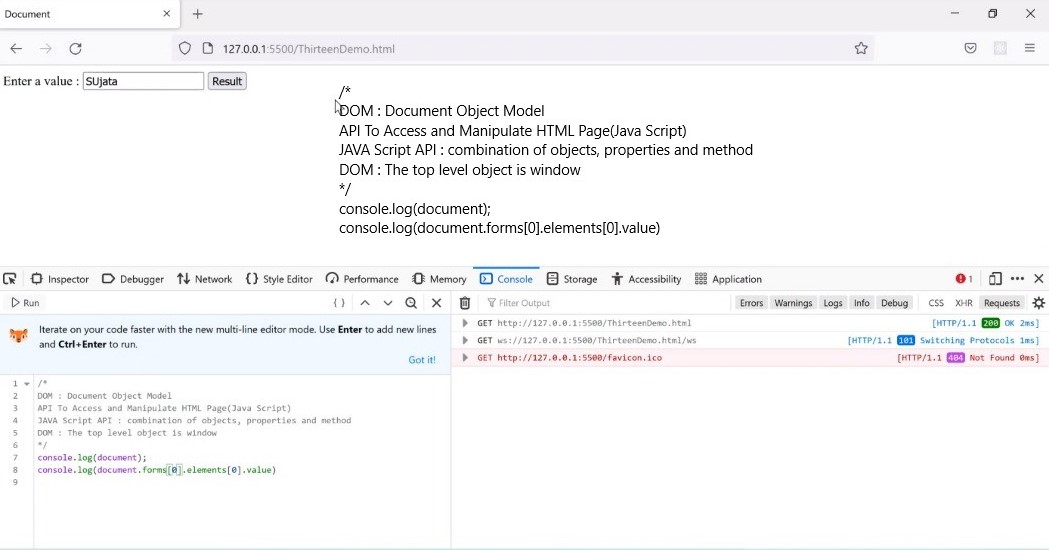 Document
127.0.0.1:5500/ThirteenDemo.html
Enter a value : SUjata Result
/*
DOM : Document Object Model
API To Access and Manipulate HTML Page(Java Script)
JAVA Script API : combination of objects, properties and method
DOM : The top level object is window
*/
console.log(document);
console.log(document.forms[0].elements[0].value)
Inspector Debugger Network Style Editor Performance Memory Console Storage Accessibility Application 1
Run Filter Output Errors Warnings Logs Info Debug CSS XHR Requests
Iterate on your code faster with the new multi-line editor mode. Use Enter to add new lines
and Ctrl+Enter to run.
Got it!
GET http://127.0.0.1:5500/ThirteenDemo.html [HTTP/1.1 200 OK 2ms]
GET ws://127.0.0.1:5500/ThirteenDemo.html/ws [HTTP/1.1 101 Switching Protocols 1ms]
GET http://127.0.0.1:5500/favicon.ico [HTTP/1.1 404 Not Found 0ms]
1 /*
2 DOM : Document Object Model
3 API To Access and Manipulate HTML Page(Java Script)
4 JAVA Script API : combination of objects, properties and method
5 DOM : The top level object is window
6 */
7 console.log(document);
8 console.log(document.forms[0].elements[0].value)
9